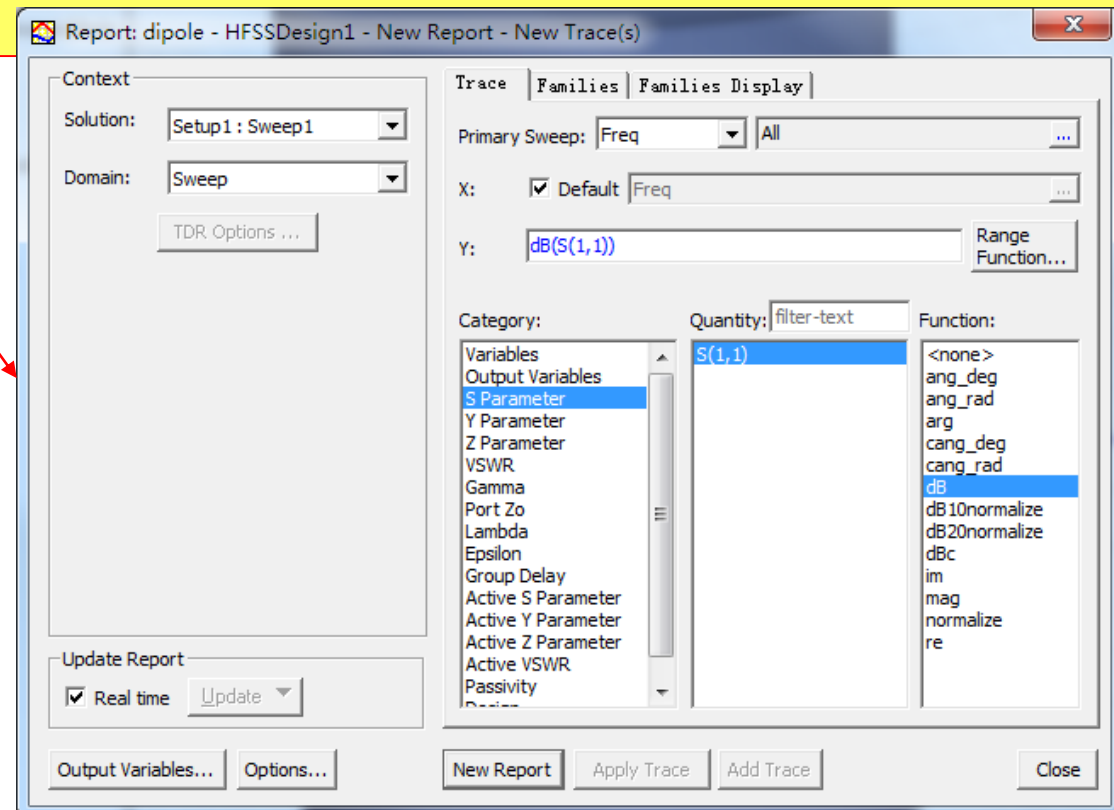 Report: dipole - HFSSDesign1 - New Report - New Trace(s)
Context
Solution: Setup1 : Sweep1
Domain: Sweep
TDR Options ...
Update Report
Real time Update
Output Variables... Options...
Trace Families Families Display
Primary Sweep: Freq All ...
X: Default Freq ...
Y: dB(S(1,1)) Range
Function...
Category: Quantity: filter-text Function:
Variables
Output Variables
S Parameter
Y Parameter
Z Parameter
VSWR
Gamma
Port Zo
Lambda
Epsilon
Group Delay
Active S Parameter
Active Y Parameter
Active Z Parameter
Active VSWR
Passivity
S(1,1)
<none>
ang_deg
ang_rad
arg
cang_deg
cang_rad
dB
dB10normalize
dB20normalize
dBc
im
mag
normalize
re
New Report Apply Trace Add Trace Close